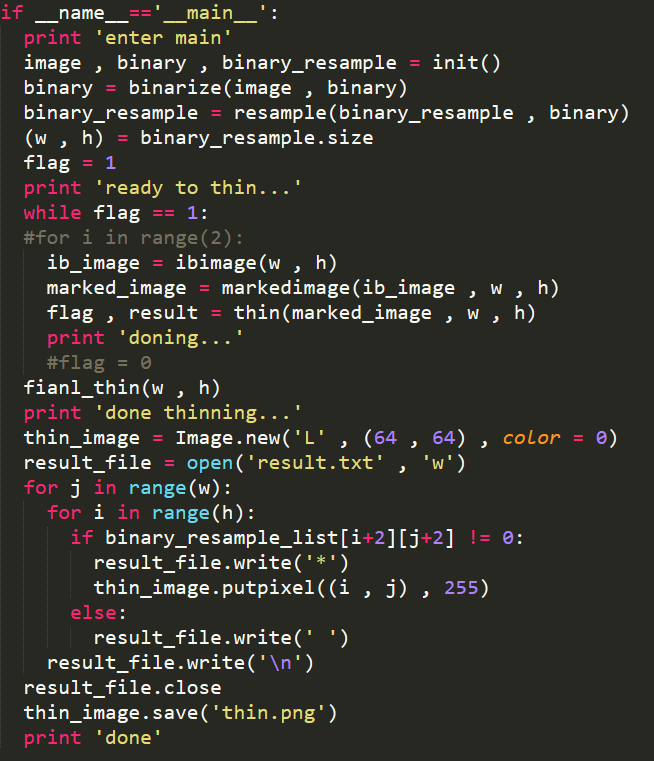 if __name__=='__main__':
  print 'enter main'
  image , binary , binary_resample = init()
  binary = binarize(image , binary)
  binary_resample = resample(binary_resample , binary)
  (w , h) = binary_resample.size
  flag = 1
  print 'ready to thin...'
  while flag == 1:
  #for i in range(2):
    ib_image = ibimage(w , h)
    marked_image = markedimage(ib_image , w , h)
    flag , result = thin(marked_image , w , h)
    print 'doning...'
    #flag = 0
  fianl_thin(w , h)
  print 'done thinning...'
  thin_image = Image.new('L' , (64 , 64) , color = 0)
  result_file = open('result.txt' , 'w')
  for j in range(w):
    for i in range(h):
      if binary_resample_list[i+2][j+2] != 0:
        result_file.write('*')
        thin_image.putpixel((i , j) , 255)
      else:
        result_file.write(' ')
    result_file.write('\n')
  result_file.close
  thin_image.save('thin.png')
  print 'done'